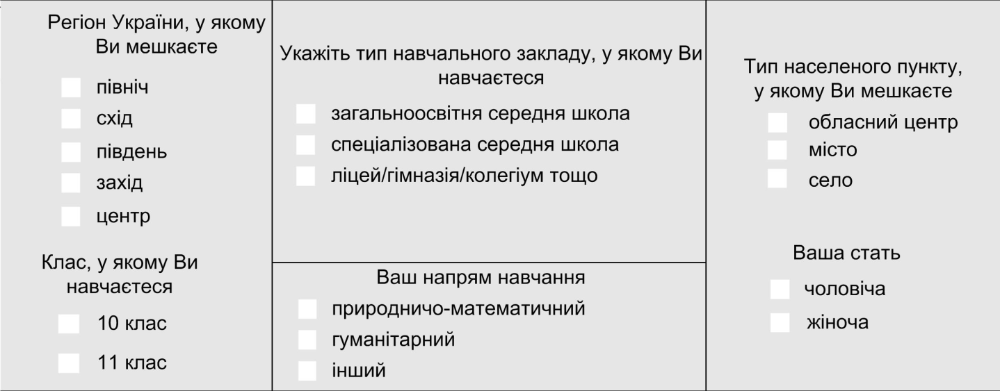 Регіон України, у якому
Ви мешкаєте
північ
схід
південь
захід
центр
Клас, у якому Ви
навчаєтеся
10 клас
11 клас
Укажіть тип навчального закладу, у якому Ви
навчаєтеся
загальноосвітня середня школа
спеціалізована середня школа
ліцей/гімназія/колегіум тощо
Ваш напрям навчання
природничо-математичний
гуманітарний
інший
Тип населеного пункту,
у якому Ви мешкаєте
обласний центр
місто
село
Ваша стать
чоловіча
жіноча